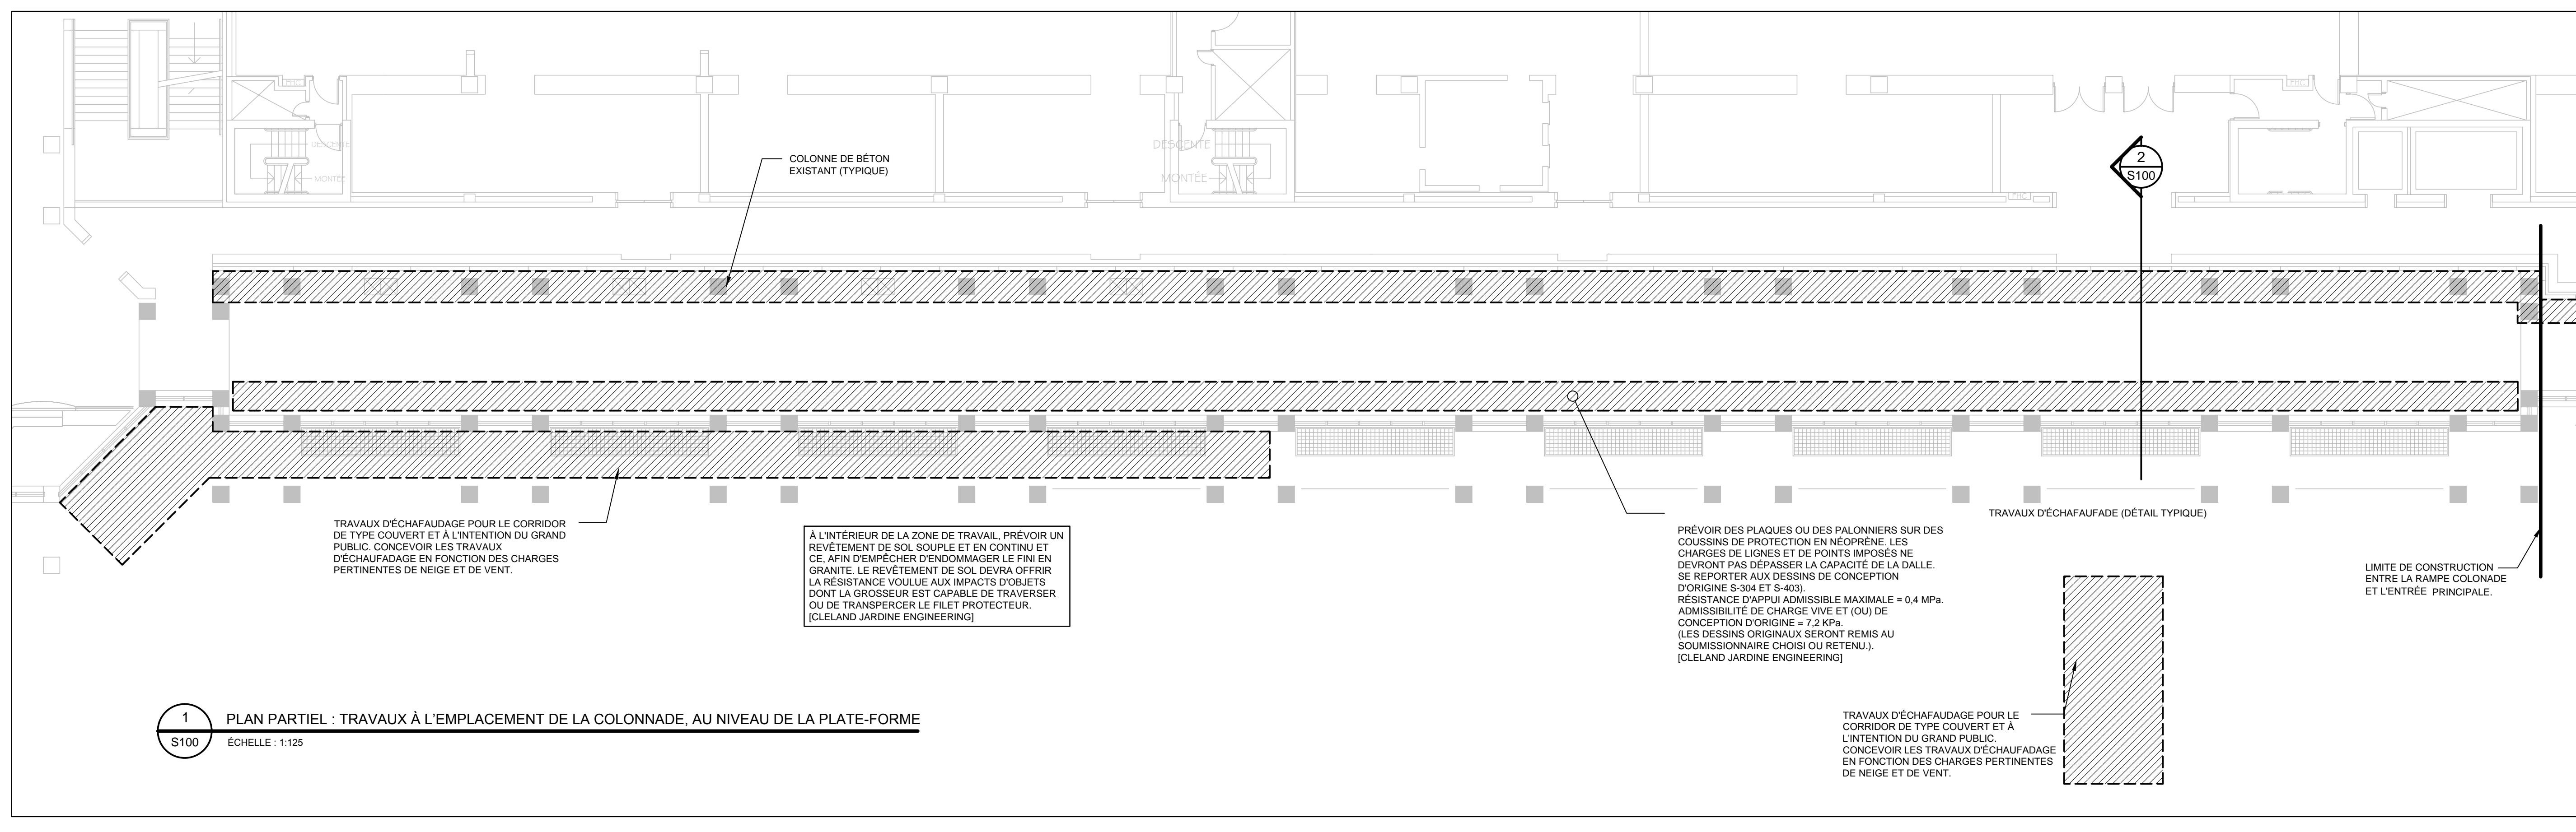 FHC
FHC
DESCENTE
MONTÉE
DESCENTE
MONTÉE
FHC
COLONNE DE BÉTON
EXISTANT (TYPIQUE)
2
S100
TRAVAUX D'ÉCHAFAUDAGE POUR LE CORRIDOR
DE TYPE COUVERT ET À L'INTENTION DU GRAND
PUBLIC. CONCEVOIR LES TRAVAUX
D'ÉCHAUFADAGE EN FONCTION DES CHARGES
PERTINENTES DE NEIGE ET DE VENT.
À L'INTÉRIEUR DE LA ZONE DE TRAVAIL, PRÉVOIR UN
REVÊTEMENT DE SOL SOUPLE ET EN CONTINU ET
CE, AFIN D'EMPÊCHER D'ENDOMMAGER LE FINI EN
GRANITE. LE REVÊTEMENT DE SOL DEVRA OFFRIR
LA RÉSISTANCE VOULUE AUX IMPACTS D'OBJETS
DONT LA GROSSEUR EST CAPABLE DE TRAVERSER
OU DE TRANSPERCER LE FILET PROTECTEUR.
[CLELAND JARDINE ENGINEERING]
TRAVAUX D'ÉCHAFAUFADE (DÉTAIL TYPIQUE)
PRÉVOIR DES PLAQUES OU DES PALONNIERS SUR DES
COUSSINS DE PROTECTION EN NÉOPRÈNE. LES
CHARGES DE LIGNES ET DE POINTS IMPOSÉS NE
DEVRONT PAS DÉPASSER LA CAPACITÉ DE LA DALLE.
SE REPORTER AUX DESSINS DE CONCEPTION
D'ORIGINE S-304 ET S-403).
RÉSISTANCE D'APPUI ADMISSIBLE MAXIMALE = 0,4 MPa.
ADMISSIBILITÉ DE CHARGE VIVE ET (OU) DE
CONCEPTION D'ORIGINE = 7,2 KPa.
(LES DESSINS ORIGINAUX SERONT REMIS AU
SOUMISSIONNAIRE CHOISI OU RETENU.).
[CLELAND JARDINE ENGINEERING]
LIMITE DE CONSTRUCTION
ENTRE LA RAMPE COLONADE
ET L'ENTRÉE PRINCIPALE.
TRAVAUX D'ÉCHAFAUDAGE POUR LE
CORRIDOR DE TYPE COUVERT ET À
L'INTENTION DU GRAND PUBLIC.
CONCEVOIR LES TRAVAUX D'ÉCHAUFADAGE
EN FONCTION DES CHARGES PERTINENTES
DE NEIGE ET DE VENT.
1
S100
PLAN PARTIEL : TRAVAUX À L'EMPLACEMENT DE LA COLONNADE, AU NIVEAU DE LA PLATE-FORME
ÉCHELLE : 1:125